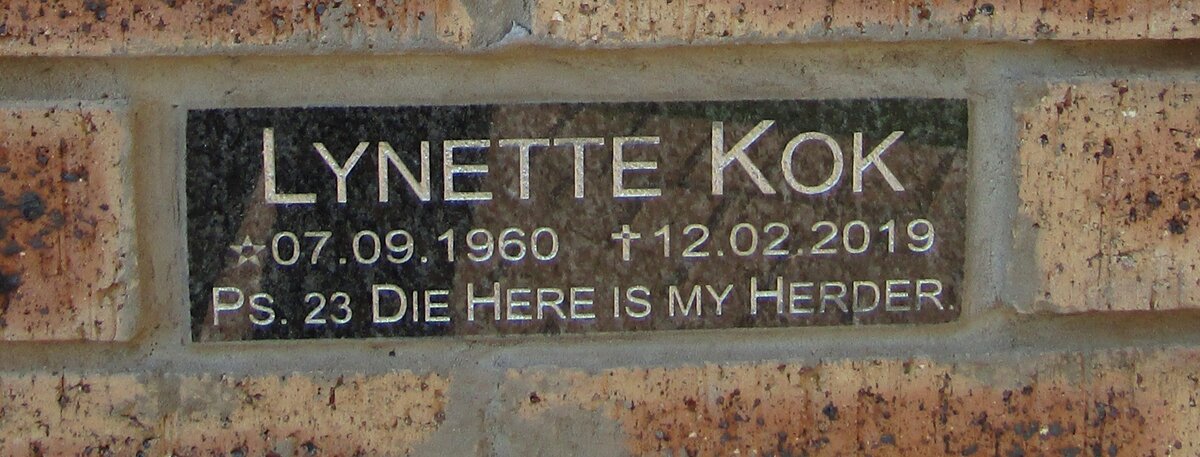 LYNETTE KOK
☆07.09.1960 ✝12.02.2019
PS. 23 DIE HERE IS MY HERDER.